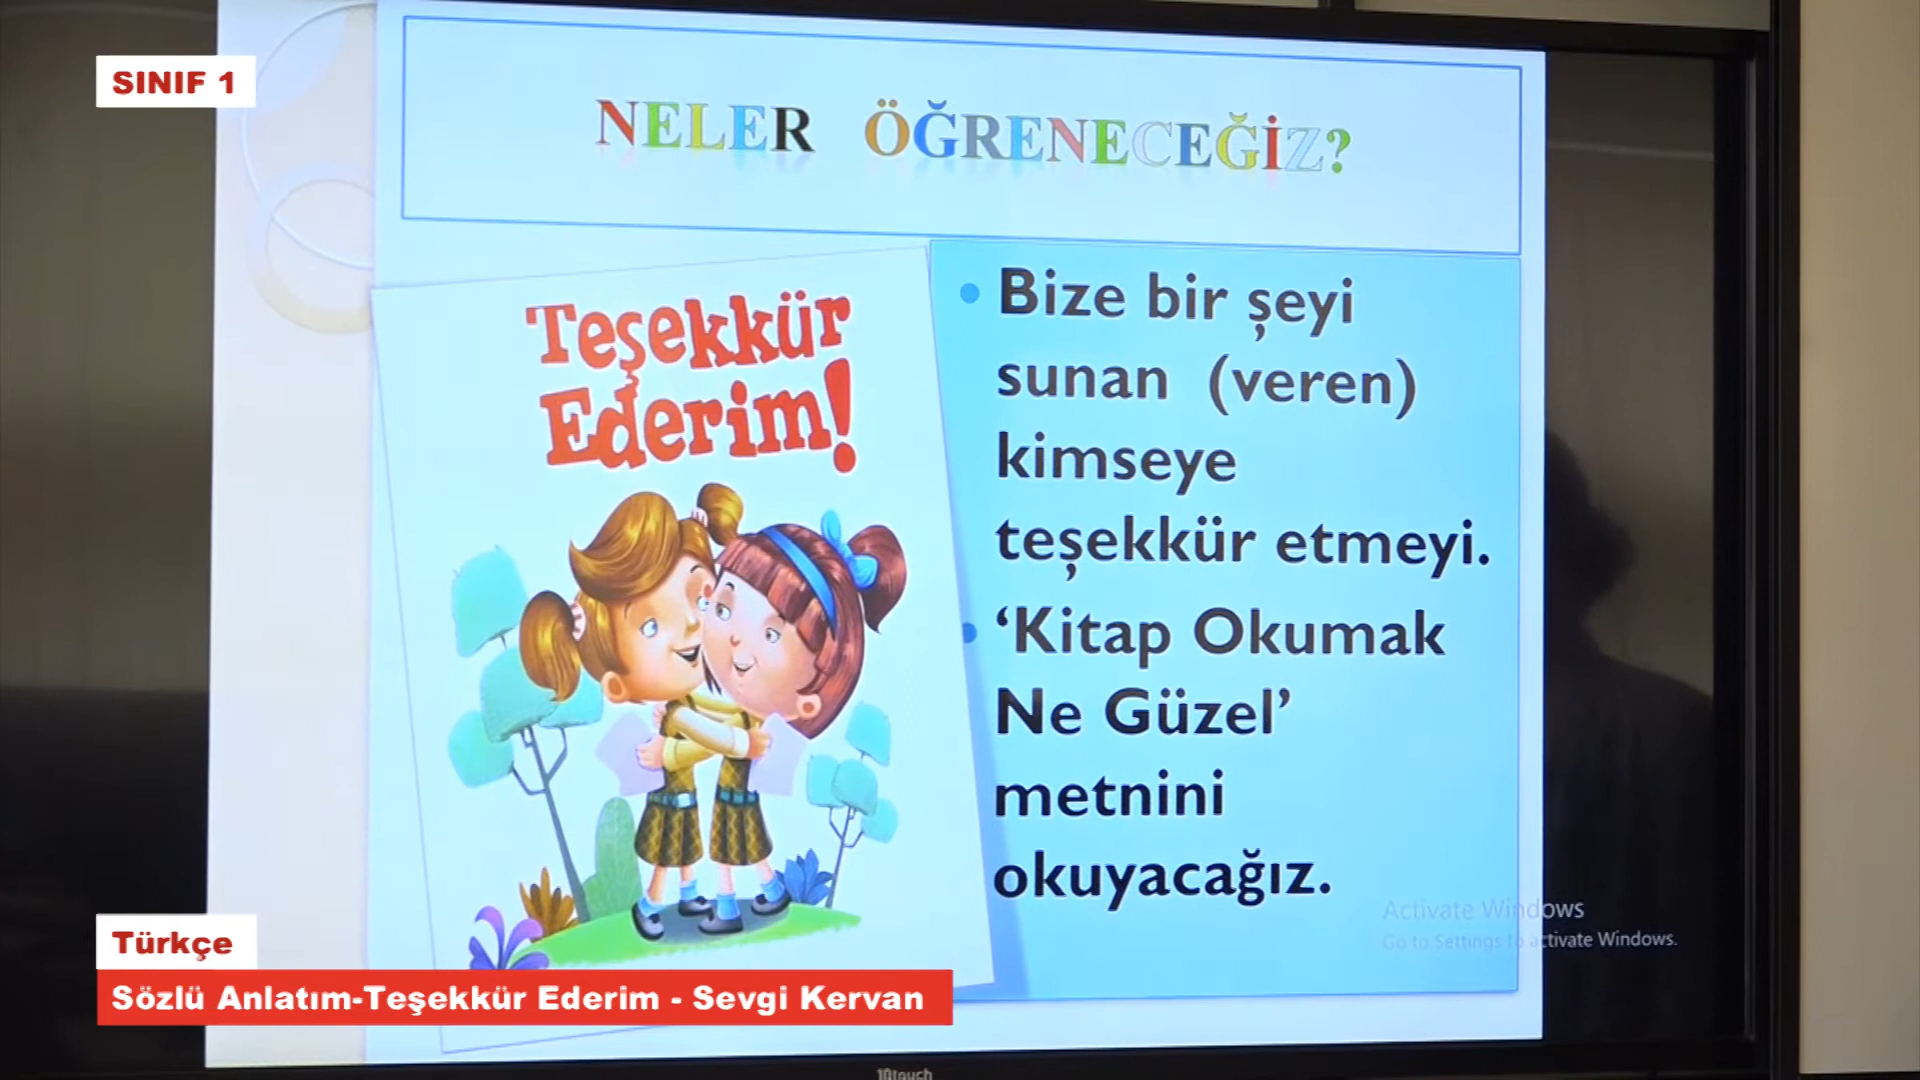 SINIF 1
NELER ÖĞRENECEĞİZ?
Teşekkür
Ederim!
• Bize bir şeyi
sunan (veren)
kimseye
teşekkür etmeyi.
• ‘Kitap Okumak
Ne Güzel’
metnini
okuyacağız.
Activate Windows
Go to Settings to activate Windows.
Türkçe
Sözlü Anlatım-Teşekkür Ederim - Sevgi Kervan
10touch